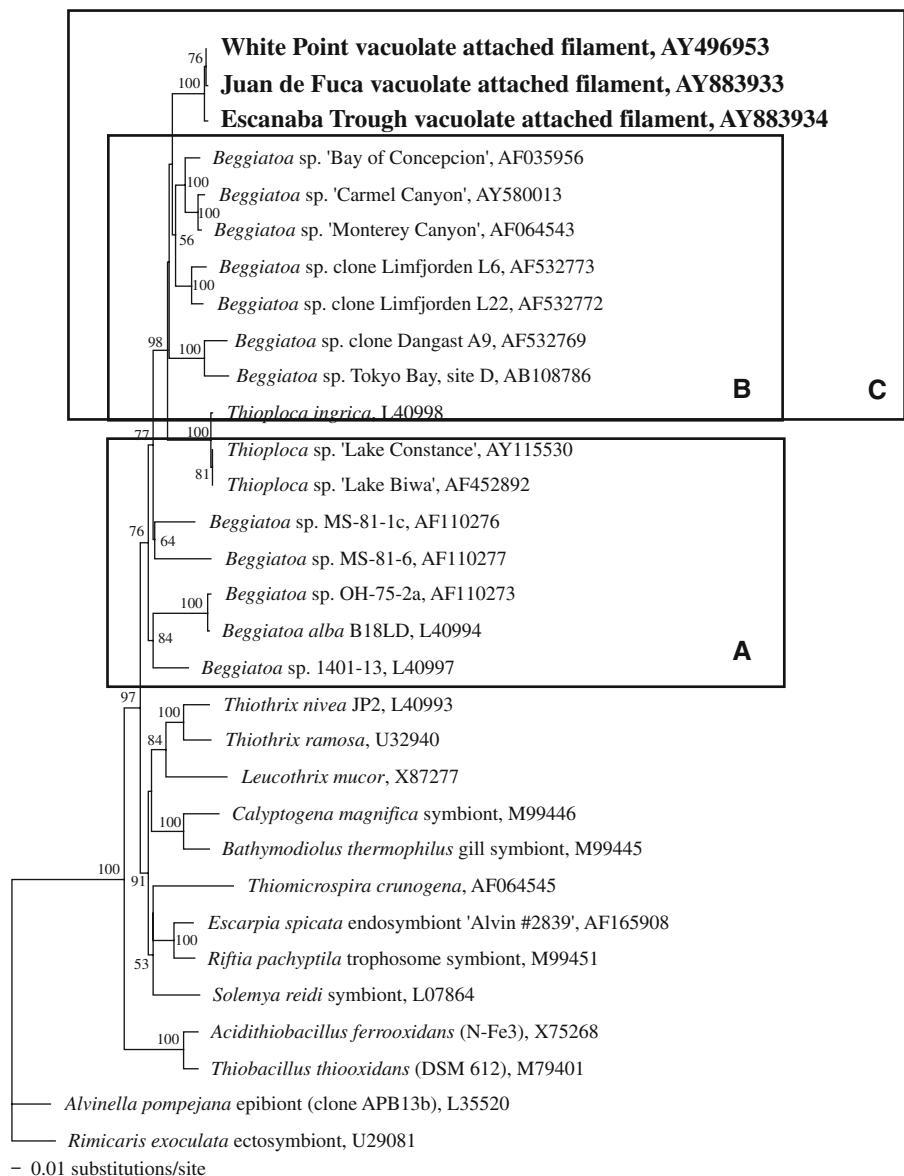 White Point vacuolate attached filament, AY496953
76
100
Juan de Fuca vacuolate attached filament, AY883933
Escanaba Trough vacuolate attached filament, AY883934
Beggiatoa sp. 'Bay of Concepcion', AF035956
100
Beggiatoa sp. 'Carmel Canyon', AY580013
100
Beggiatoa sp. 'Monterey Canyon', AF064543
56
Beggiatoa sp. clone Limfjorden L6, AF532773
100
Beggiatoa sp. clone Limfjorden L22, AF532772
Beggiatoa sp. clone Dangast A9, AF532769
98
100
Beggiatoa sp. Tokyo Bay, site D, AB108786
B
C
Thioploca ingrica, L40998
77
100
Thioploca sp. 'Lake Constance', AY115530
81
Thioploca sp. 'Lake Biwa', AF452892
Beggiatoa sp. MS-81-1c, AF110276
76
64
Beggiatoa sp. MS-81-6, AF110277
Beggiatoa sp. OH-75-2a, AF110273
100
Beggiatoa alba B18LD, L40994
84
A
Beggiatoa sp. 1401-13, L40997
97
Thiothrix nivea JP2, L40993
100
Thiothrix ramosa, U32940
84
Leucothrix mucor, X87277
Calyptogena magnifica symbiont, M99446
100
Bathymodiolus thermophilus gill symbiont, M99445
100
91
Thiomicrospira crunogena, AF064545
Escarpia spicata endosymbiont 'Alvin #2839', AF165908
100
Riftia pachyptila trophosome symbiont, M99451
53
Solemya reidi symbiont, L07864
Acidithiobacillus ferrooxidans (N-Fe3), X75268
100
Thiobacillus thiooxidans (DSM 612), M79401
Alvinella pompejana epibiont (clone APB13b), L35520
Rimicaris exoculata ectosymbiont, U29081
0.01 substitutions/site